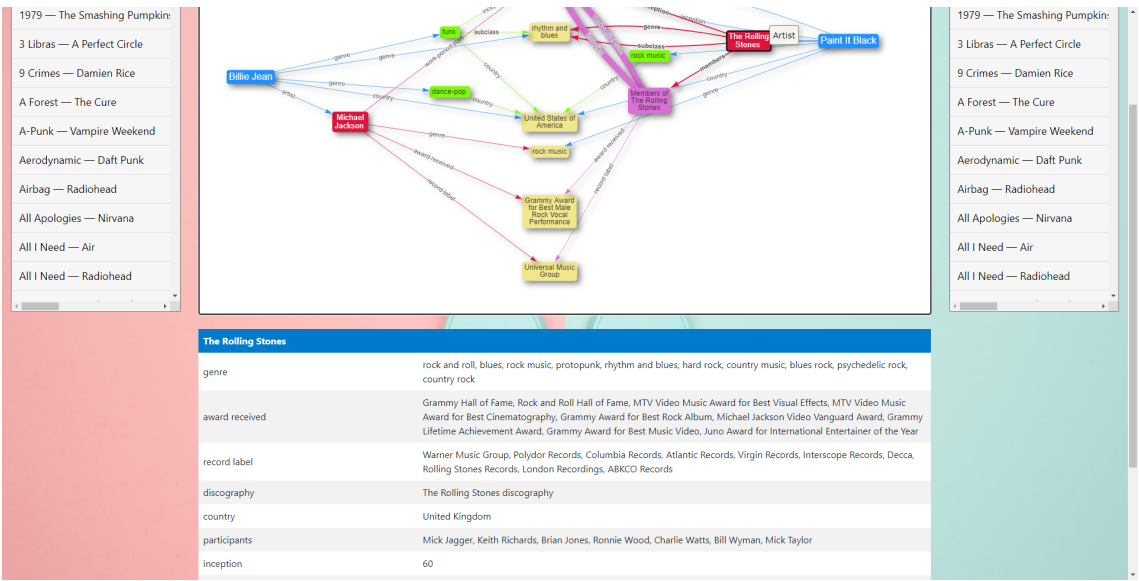 1979 — The Smashing Pumpkins
3 Libras — A Perfect Circle
9 Crimes — Damien Rice
A Forest — The Cure
A-Punk — Vampire Weekend
Aerodynamic — Daft Punk
Airbag — Radiohead
All Apologies — Nirvana
All I Need — Air
All I Need — Radiohead
funk
subclass
rhythm and
blues
genre
inception
The Rolling
Stones
Artist
Paint It Black
subclass
rock music
members
work period start
genre
genre
country
country
country
genre
Billie Jean
genre
country
artist
dance-pop
country
Members of
The Rolling
Stones
Michael
Jackson
United States of
America
genre
rock music
award received
award received
record label
record label
Grammy Award
for Best Male
Rock Vocal
Performance
Universal Music
Group
1979 — The Smashing Pumpkins
3 Libras — A Perfect Circle
9 Crimes — Damien Rice
A Forest — The Cure
A-Punk — Vampire Weekend
Aerodynamic — Daft Punk
Airbag — Radiohead
All Apologies — Nirvana
All I Need — Air
All I Need — Radiohead
The Rolling Stones
genre
rock and roll, blues, rock music, protopunk, rhythm and blues, hard rock, country music, blues rock, psychedelic rock,
country rock
award received
Grammy Hall of Fame, Rock and Roll Hall of Fame, MTV Video Music Award for Best Visual Effects, MTV Video Music
Award for Best Cinematography, Grammy Award for Best Rock Album, Michael Jackson Video Vanguard Award, Grammy
Lifetime Achievement Award, Grammy Award for Best Music Video, Juno Award for International Entertainer of the Year
record label
Warner Music Group, Polydor Records, Columbia Records, Atlantic Records, Virgin Records, Interscope Records, Decca,
Rolling Stones Records, London Recordings, ABKCO Records
discography
The Rolling Stones discography
country
United Kingdom
participants
Mick Jagger, Keith Richards, Brian Jones, Ronnie Wood, Charlie Watts, Bill Wyman, Mick Taylor
inception
60